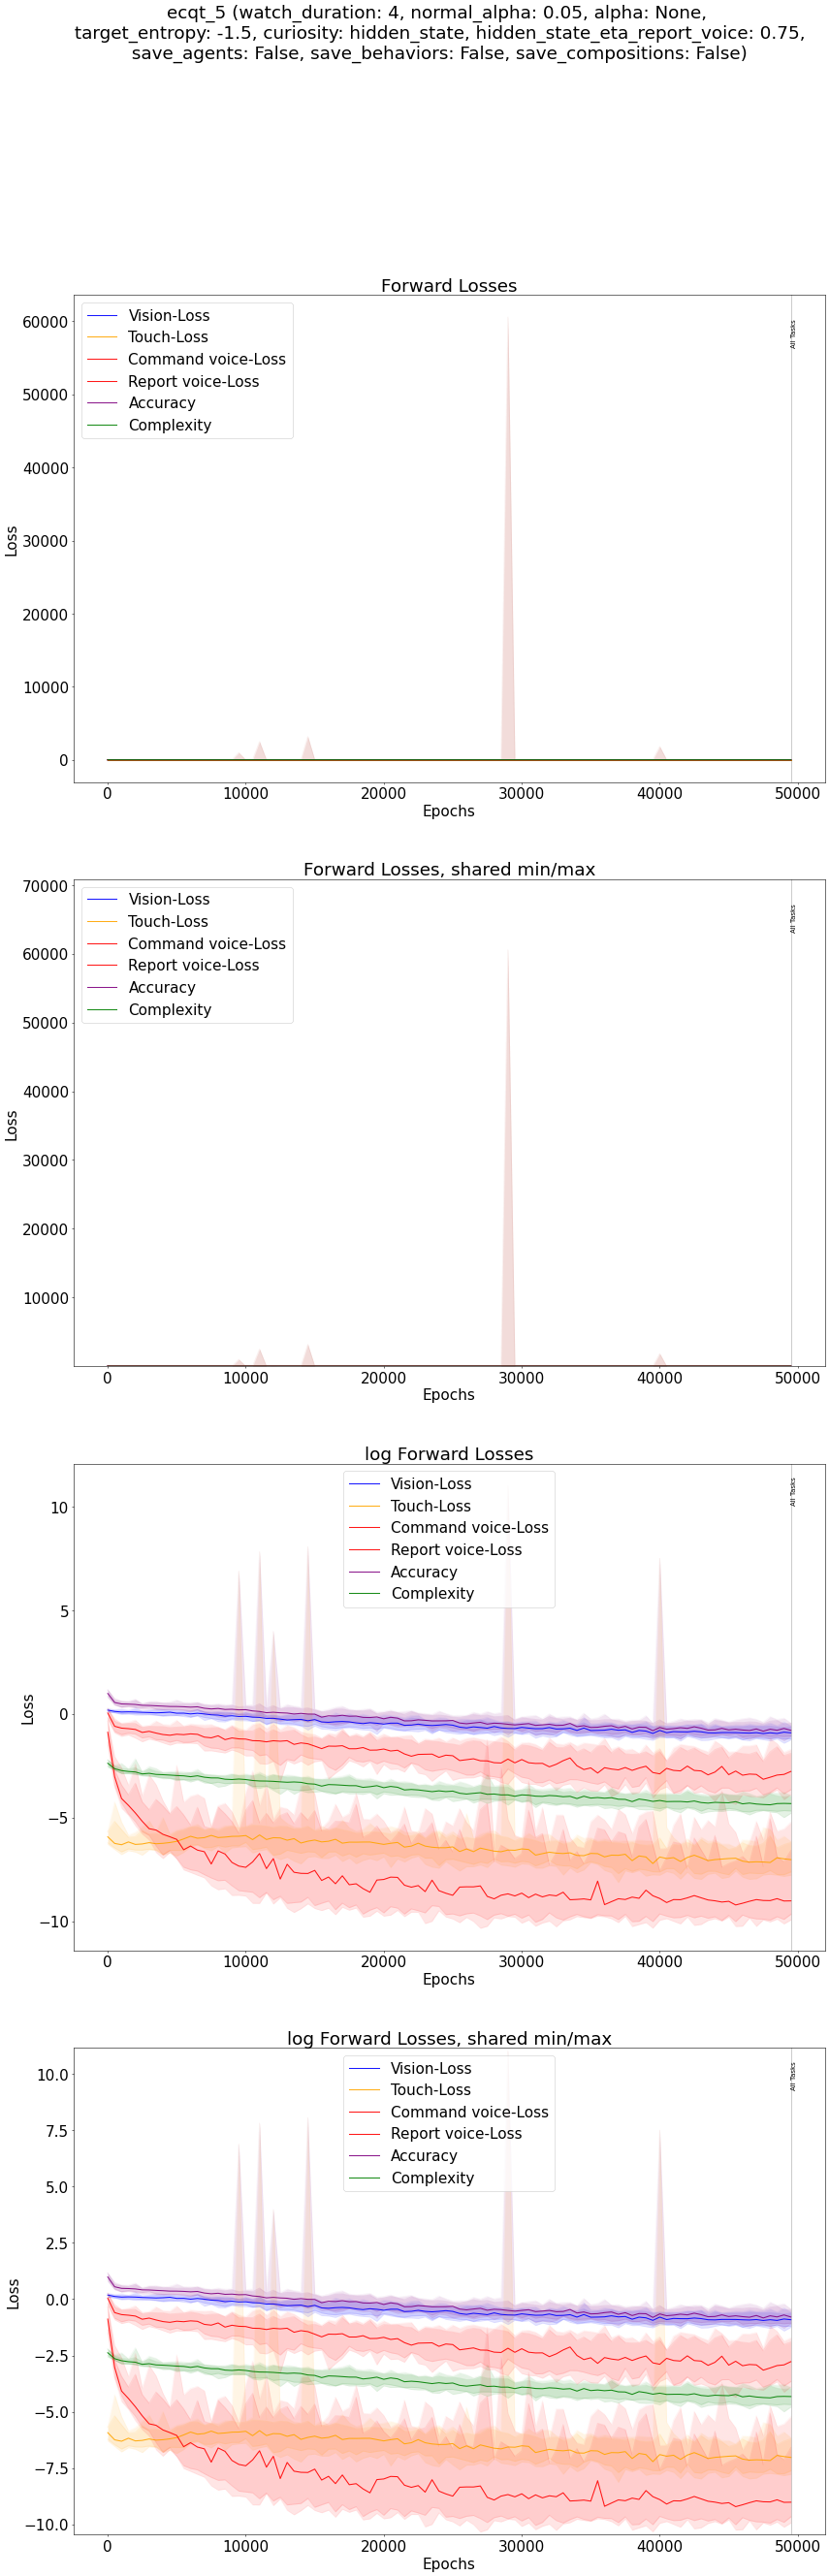 ecqt_5 (watch_duration: 4, normal_alpha: 0.05, alpha: None,
target_entropy: -1.5, curiosity: hidden_state, hidden_state_eta_report_voice: 0.75,
save_agents: False, save_behaviors: False, save_compositions: False)
Forward Losses
Vision-Loss
Touch-Loss
Command voice-Loss
Report voice-Loss
Accuracy
Complexity
All Tasks
60000
50000
40000
30000
20000
10000
0
Loss
0 10000 20000 30000 40000 50000
Epochs
Forward Losses, shared min/max
Vision-Loss
Touch-Loss
Command voice-Loss
Report voice-Loss
Accuracy
Complexity
All Tasks
70000
60000
50000
40000
30000
20000
10000
Loss
0 10000 20000 30000 40000 50000
Epochs
log Forward Losses
Vision-Loss
Touch-Loss
Command voice-Loss
Report voice-Loss
Accuracy
Complexity
All Tasks
10
5
0
−5
−10
Loss
0 10000 20000 30000 40000 50000
Epochs
log Forward Losses, shared min/max
Vision-Loss
Touch-Loss
Command voice-Loss
Report voice-Loss
Accuracy
Complexity
All Tasks
10.0
7.5
5.0
2.5
0.0
−2.5
−5.0
−7.5
−10.0
Loss
0 10000 20000 30000 40000 50000
Epochs